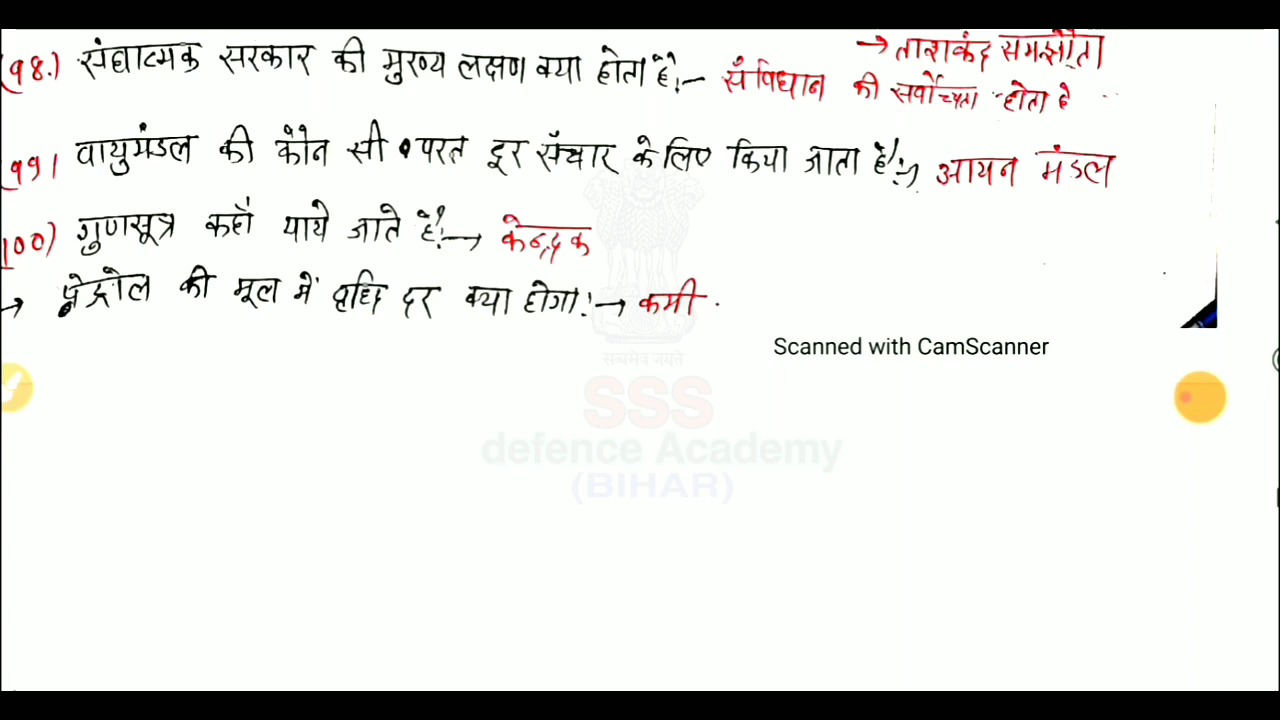 → ताशकंद समझौता
(98.) संघात्मक सरकार की मुख्य लक्षण क्या होता है?- संविधान की सर्वोच्चता होता है
(99) वायुमंडल की कौन सी परत दूर संचार के लिए किया जाता है?:→ आयन मंडल
(100) गुणसूत्र कहाँ पाये जाते हैं?→ केन्द्रक
→ पेट्रोल की मूल में वृद्धि दर क्या होगा?→ कमी
Scanned with CamScanner
सत्यमेव जयते
SSS
defence Academy
(BIHAR)